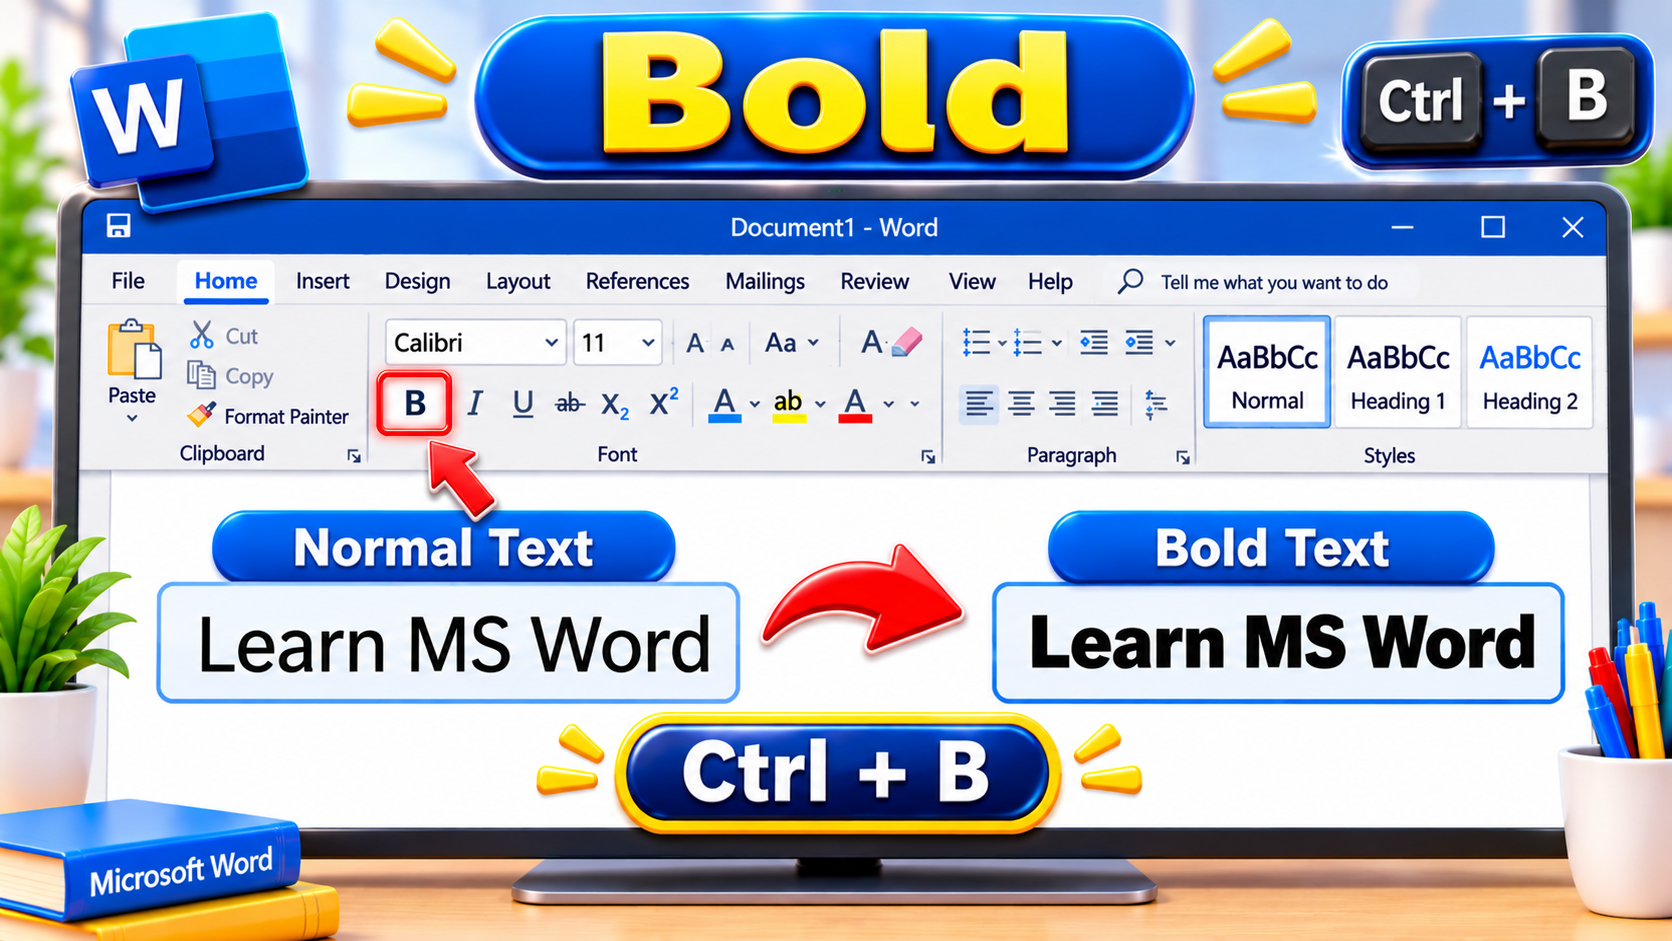 W
Bold
Ctrl + B
Document1 - Word
File Home Insert Design Layout References Mailings Review View Help Tell me what you want to do
Paste
Cut
Copy
Format Painter
Clipboard
Calibri 11 A A Aa A
B I U ab X2 X2 A ab A
Font
Paragraph
AaBbCc AaBbCc AaBbCc
Normal Heading 1 Heading 2
Styles
Normal Text
Learn MS Word
Bold Text
Learn MS Word
Ctrl + B
Microsoft Word